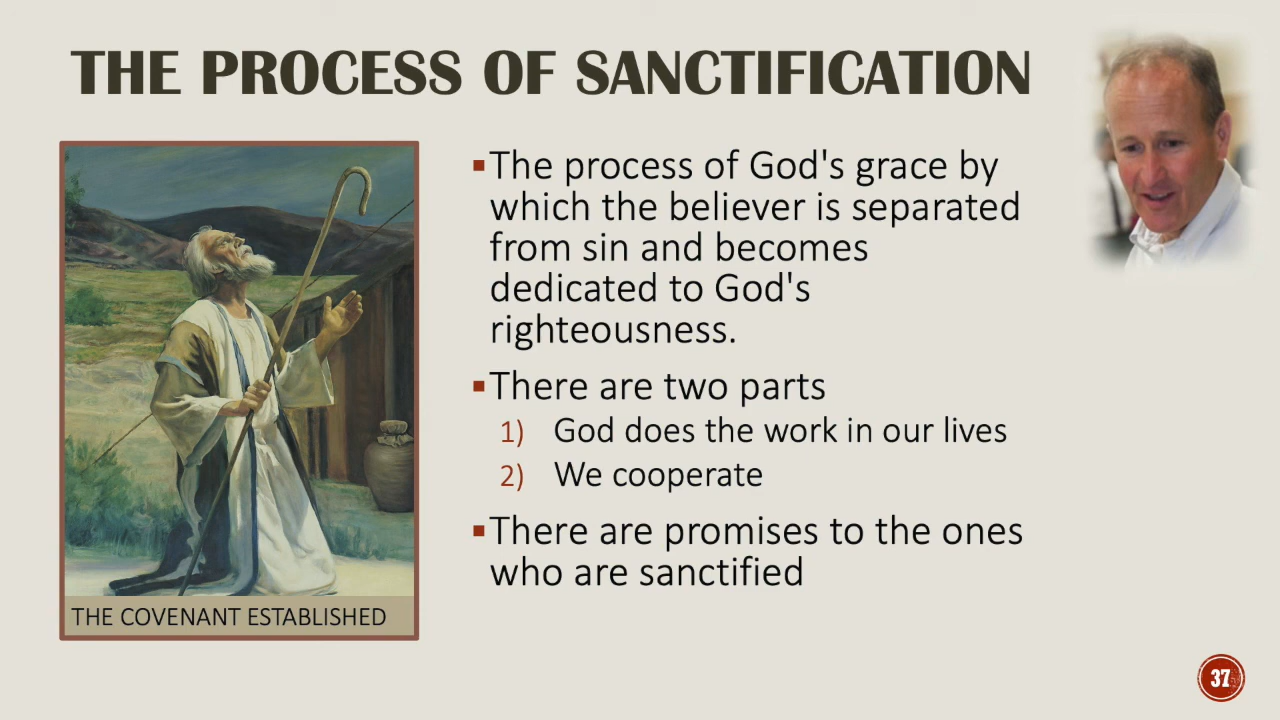 THE PROCESS OF SANCTIFICATION
▪The process of God's grace by
which the believer is separated
from sin and becomes
dedicated to God's
righteousness.
▪There are two parts
1) God does the work in our lives
2) We cooperate
▪There are promises to the ones
who are sanctified
THE COVENANT ESTABLISHED
37